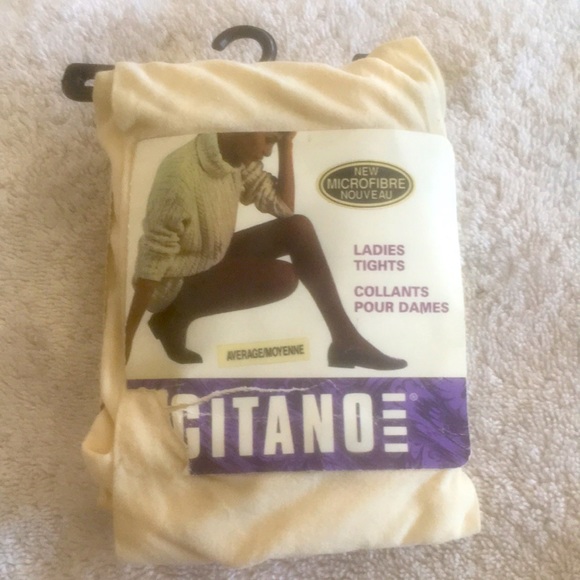 NEW
MICROFIBRE
NOUVEAU
LADIES
TIGHTS
COLLANTS
POUR DAMES
AVERAGE/MOYENNE
GITANO®